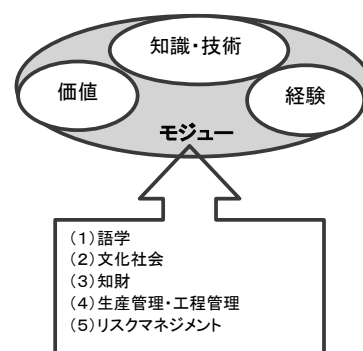 知識・技術
価値
経験
モジュー
(1)語学
(2)文化社会
(3)知財
(4)生産管理・工程管理
(5)リスクマネジメント